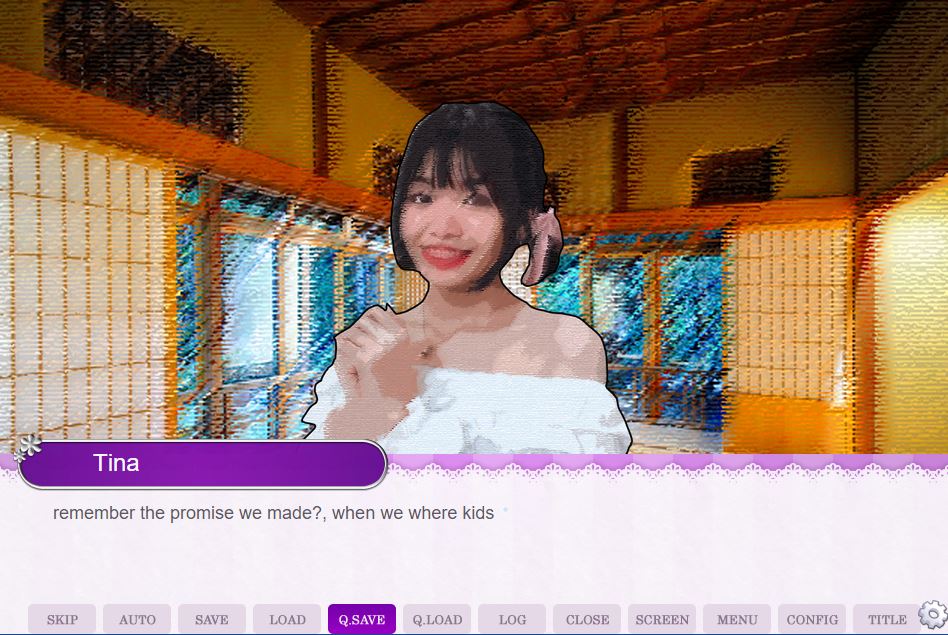 Tina
remember the promise we made?, when we where kids
SKIP AUTO SAVE LOAD Q.SAVE Q.LOAD LOG CLOSE SCREEN MENU CONFIG TITLE